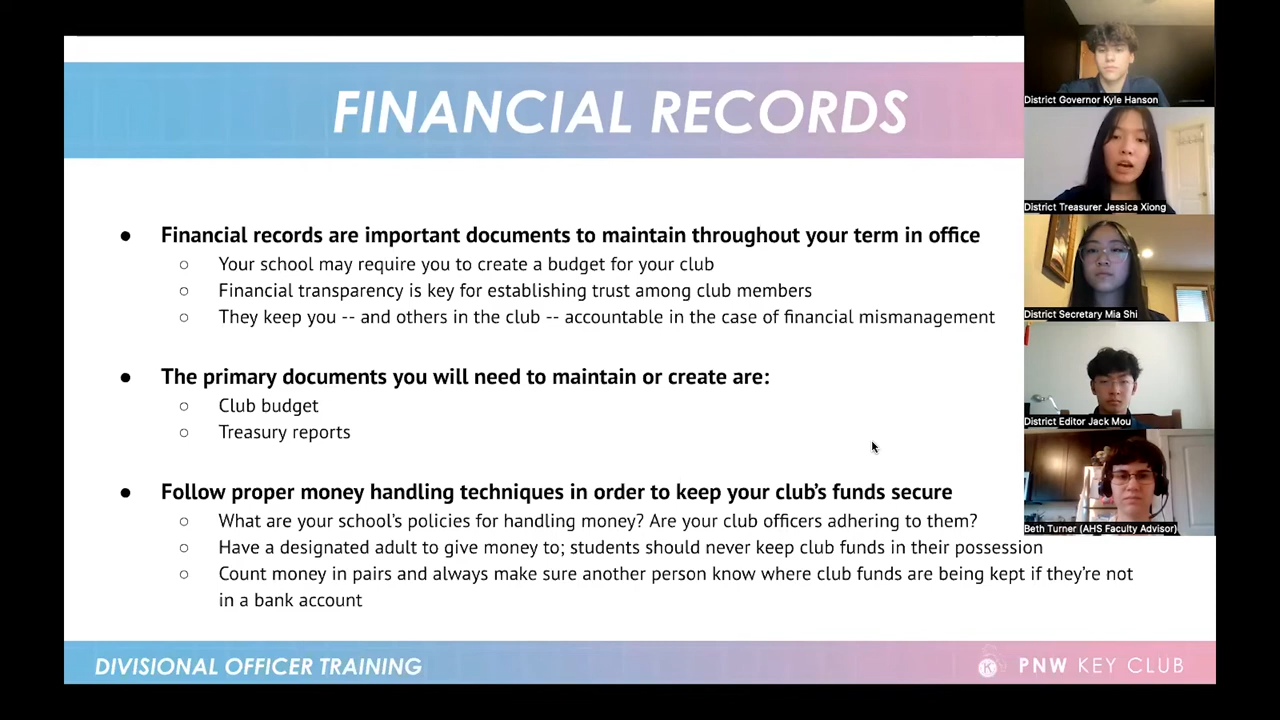 FINANCIAL RECORDS
● Financial records are important documents to maintain throughout your term in office
○ Your school may require you to create a budget for your club
○ Financial transparency is key for establishing trust among club members
○ They keep you -- and others in the club -- accountable in the case of financial mismanagement
● The primary documents you will need to maintain or create are:
○ Club budget
○ Treasury reports
● Follow proper money handling techniques in order to keep your club's funds secure
○ What are your school's policies for handling money? Are your club officers adhering to them?
○ Have a designated adult to give money to; students should never keep club funds in their possession
○ Count money in pairs and always make sure another person know where club funds are being kept if they're not
in a bank account
DIVISIONAL OFFICER TRAINING
K PNW KEY CLUB
District Governor Kyle Hanson
District Treasurer Jessica Xiong
District Secretary Mia Shi
District Editor Jack Mou
Beth Turner (AHS Faculty Advisor)